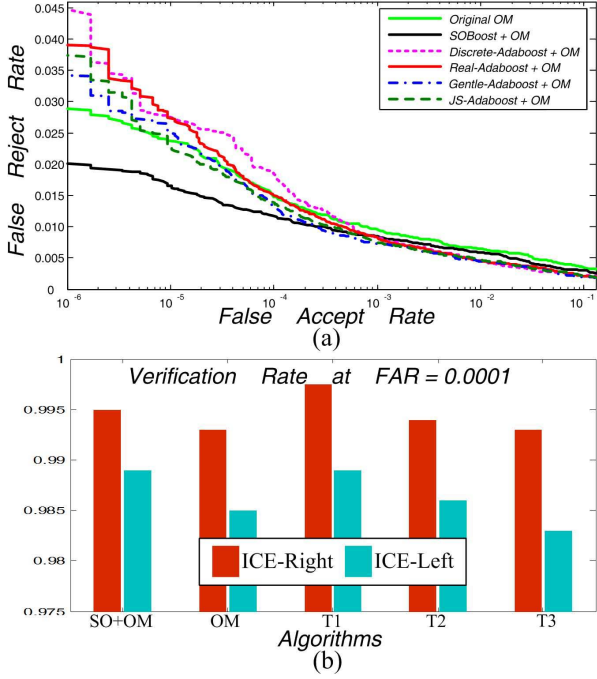 0.045
0.040
0.035
0.030
0.025
0.020
0.015
0.010
0.005
0
False Reject Rate
Original OM
SOBoost + OM
Discrete-Adaboost + OM
Real-Adaboost + OM
Gentle-Adaboost + OM
JS-Adaboost + OM
10⁻⁶ 10⁻⁵ 10⁻⁴ 10⁻³ 10⁻² 10⁻¹
False Accept Rate
(a)
1
0.995
0.99
0.985
0.98
0.975
Verification Rate at FAR = 0.0001
ICE-Right ICE-Left
SO+OM OM T1 T2 T3
Algorithms
(b)